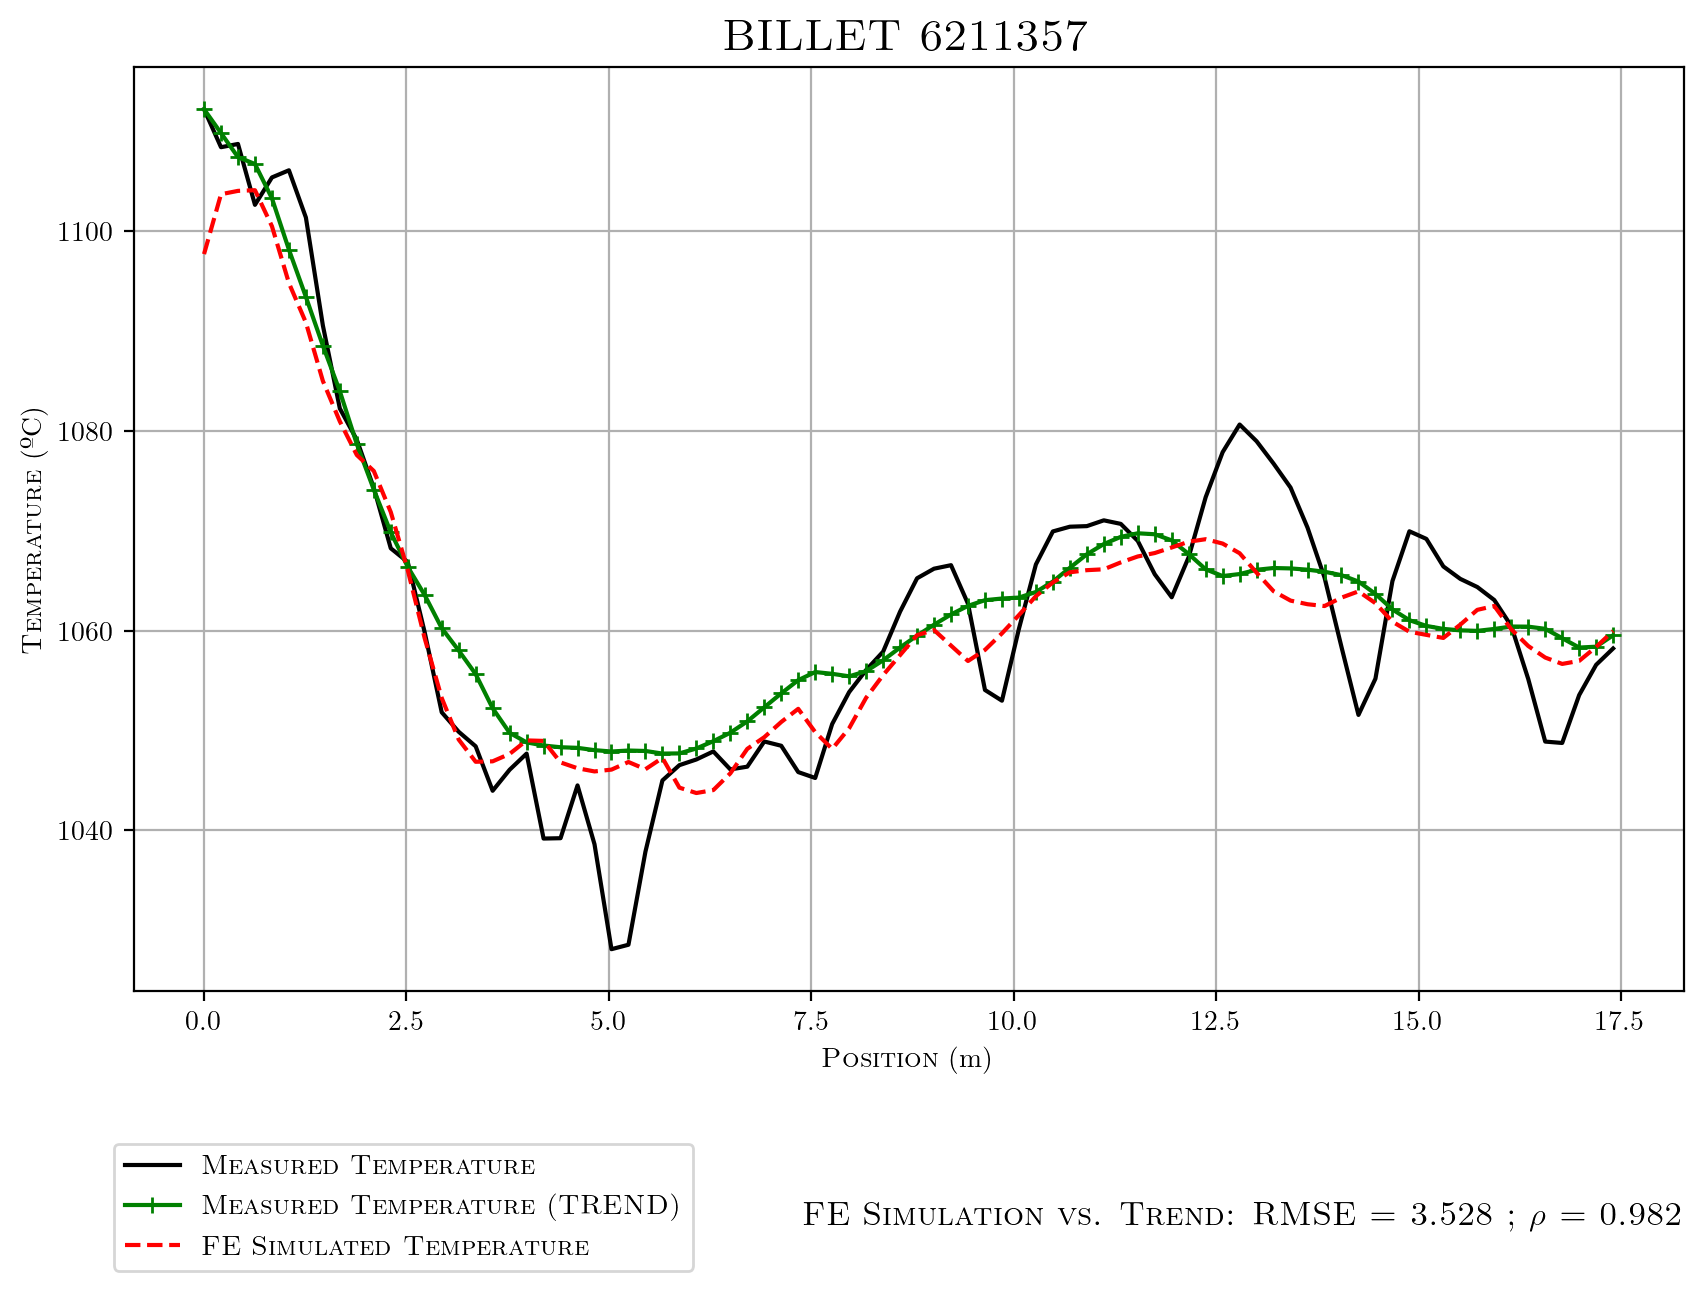 BILLET 6211357
Temperature (ºC)
1100
1080
1060
1040
0.0 2.5 5.0 7.5 10.0 12.5 15.0 17.5
Position (m)
Measured Temperature
Measured Temperature (TREND)
FE Simulated Temperature
FE Simulation vs. Trend: RMSE = 3.528 ; ρ = 0.982